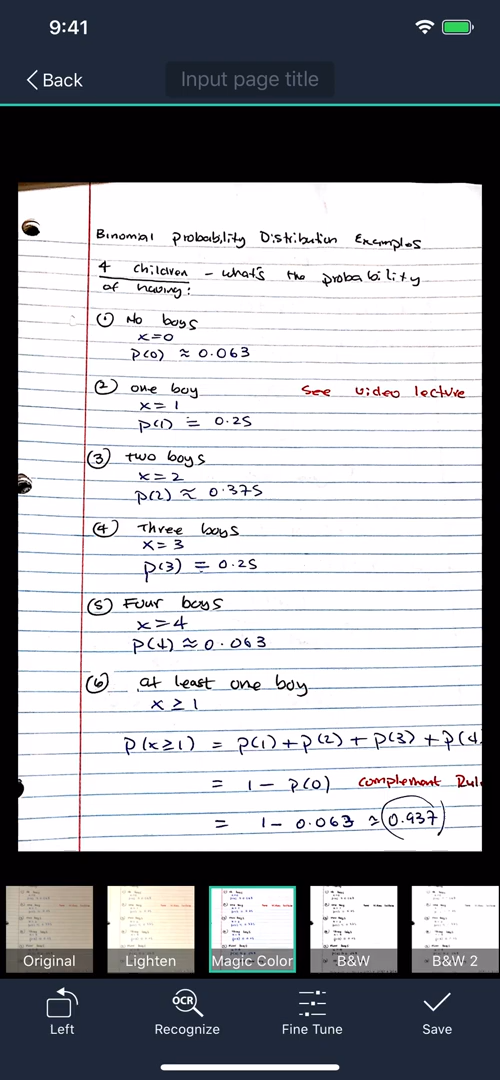 9:41
Back
Input page title
Binomial Probability Distribution Examples
4 children - what's the probability
of having:
① No boys
x=0
P(0) ≈ 0.063
② one boy
See video lecture
x=1
P(1) = 0.25
③ two boys
x=2
P(2) ≈ 0.375
④ Three boys
x=3
P(3) = 0.25
⑤ Four boys
x=4
P(4) ≈ 0.063
⑥ at least one boy
x ≥ 1
P(x≥1) = P(1)+P(2)+P(3)+P(4
= 1 - P(0) complement Rul
= 1 - 0.063 ≈ 0.937
Original
Lighten
Magic Color
B&W
B&W 2
OCR
Left
Recognize
Fine Tune
Save